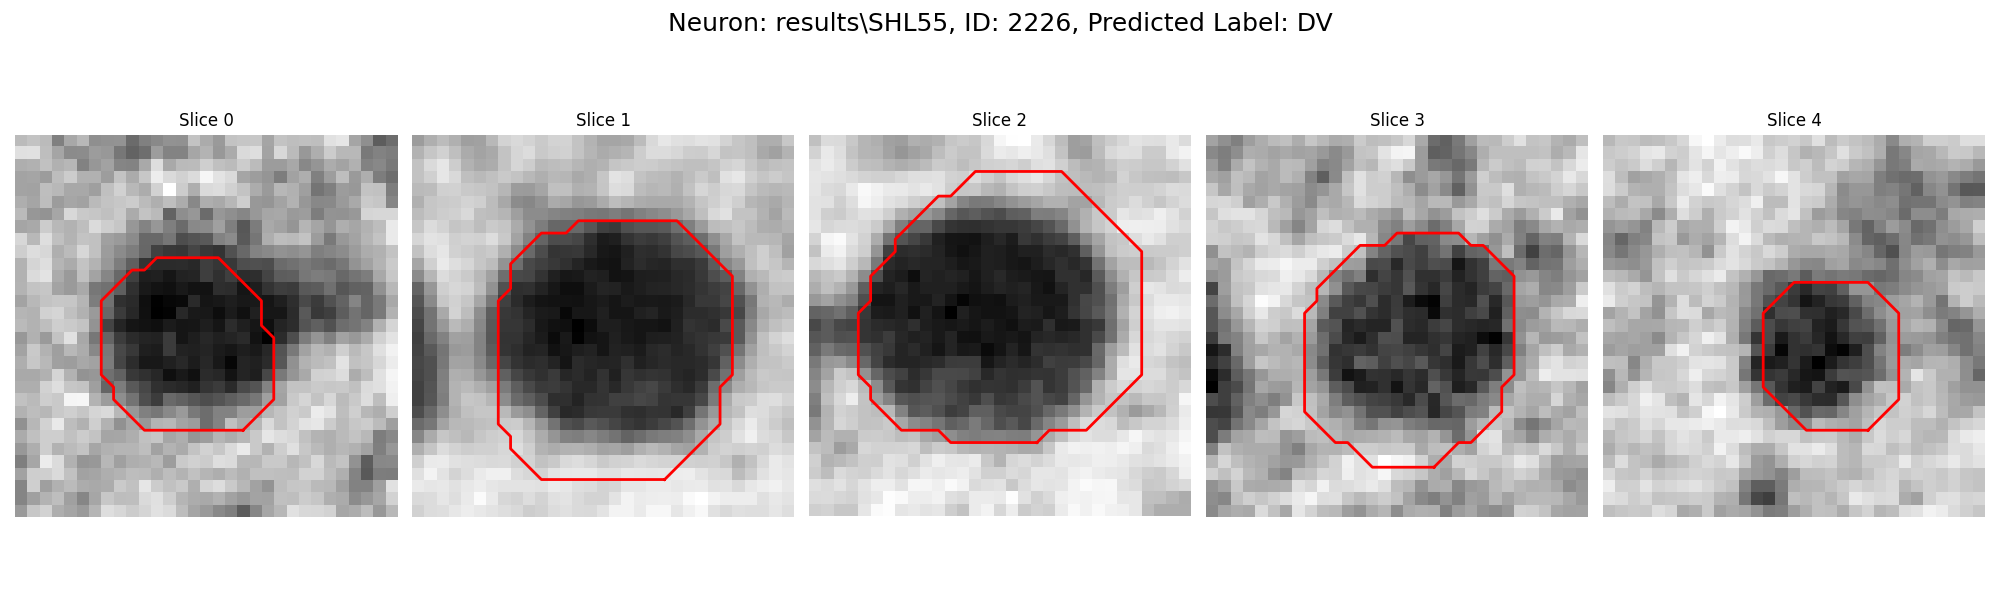 Neuron: results\SHL55, ID: 2226, Predicted Label: DV
Slice 0
Slice 1
Slice 2
Slice 3
Slice 4